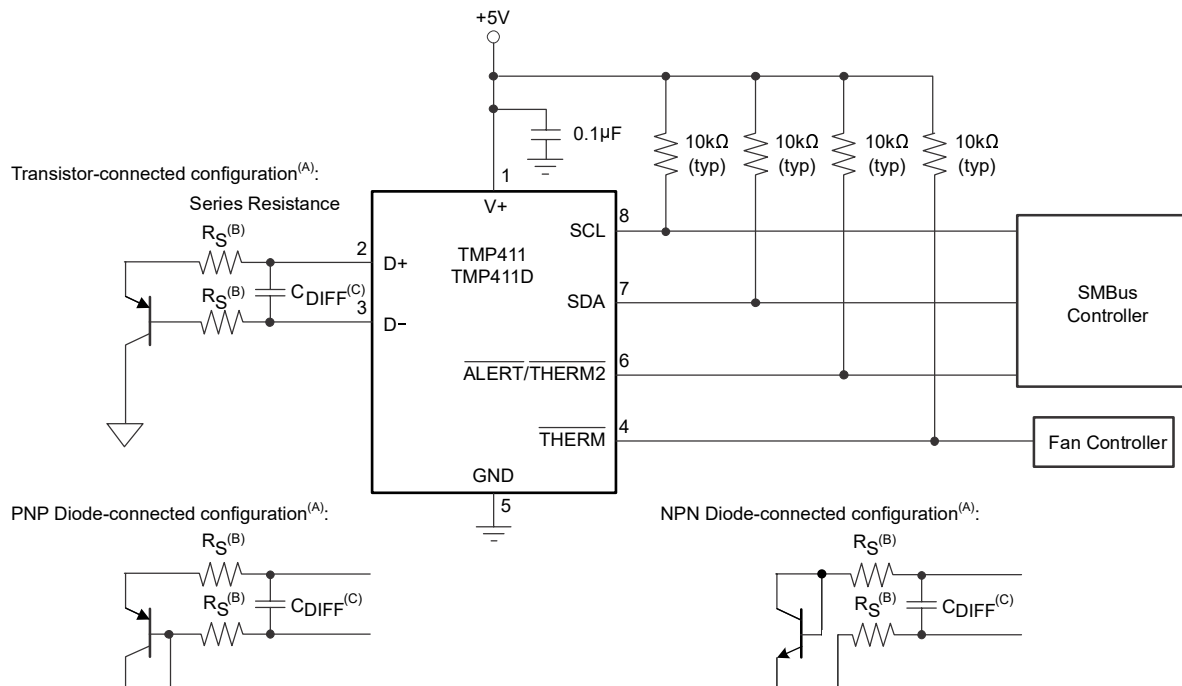 +5V
0.1μF
10kΩ
(typ)
10kΩ
(typ)
10kΩ
(typ)
10kΩ
(typ)
Transistor-connected configuration(A):
Series Resistance
RS(B)
RS(B)
CDIFF(C)
1
V+
2
D+
3
D−
TMP411
TMP411D
SCL
8
SDA
7
ALERT/THERM2
6
THERM
4
GND
5
SMBus
Controller
Fan Controller
PNP Diode-connected configuration(A):
RS(B)
RS(B)
CDIFF(C)
NPN Diode-connected configuration(A):
RS(B)
RS(B)
CDIFF(C)